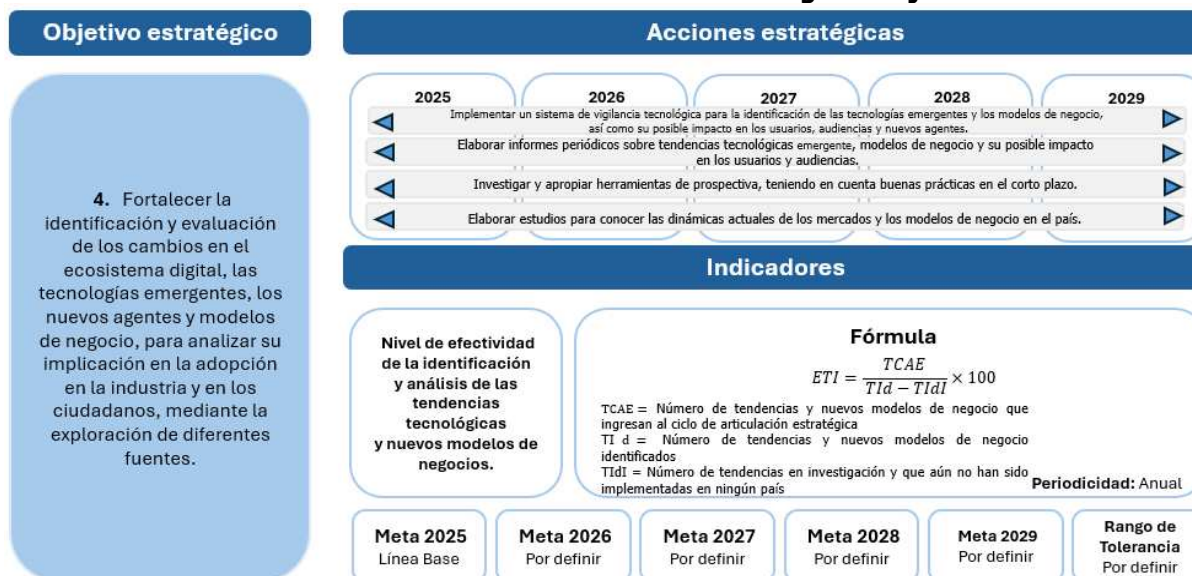 Objetivo estratégico
4. Fortalecer la
identificación y evaluación
de los cambios en el
ecosistema digital, las
tecnologías emergentes, los
nuevos agentes y modelos
de negocio, para analizar su
implicación en la adopción
en la industria y en los
ciudadanos, mediante la
exploración de diferentes
fuentes.
Acciones estratégicas
2025 2026 2027 2028 2029
Implementar un sistema de vigilancia tecnológica para la identificación de las tecnologías emergentes y los modelos de negocio,
así como su posible impacto en los usuarios, audiencias y nuevos agentes.
Elaborar informes periódicos sobre tendencias tecnológicas emergente, modelos de negocio y su posible impacto
en los usuarios y audiencias.
Investigar y apropiar herramientas de prospectiva, teniendo en cuenta buenas prácticas en el corto plazo.
Elaborar estudios para conocer las dinámicas actuales de los mercados y los modelos de negocio en el país.
Indicadores
Nivel de efectividad
de la identificación
y análisis de las
tendencias
tecnológicas
y nuevos modelos de
negocios.
Fórmula
ETI = TCAE / TId − TIdI × 100
TCAE = Número de tendencias y nuevos modelos de negocio que
ingresan al ciclo de articulación estratégica
TI d = Número de tendencias y nuevos modelos de negocio
identificados
TIdI = Número de tendencias en investigación y que aún no han sido
implementadas en ningún país
Periodicidad: Anual
Meta 2025
Línea Base
Meta 2026
Por definir
Meta 2027
Por definir
Meta 2028
Por definir
Meta 2029
Por definir
Rango de
Tolerancia
Por definir